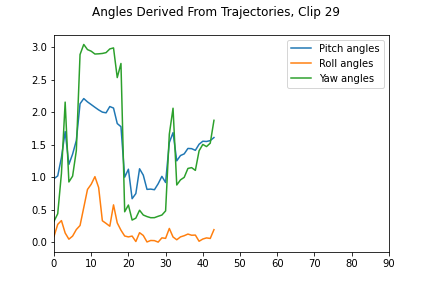 Angles Derived From Trajectories, Clip 29
Pitch angles
Roll angles
Yaw angles
3.0
2.5
2.0
1.5
1.0
0.5
0.0
0 10 20 30 40 50 60 70 80 90